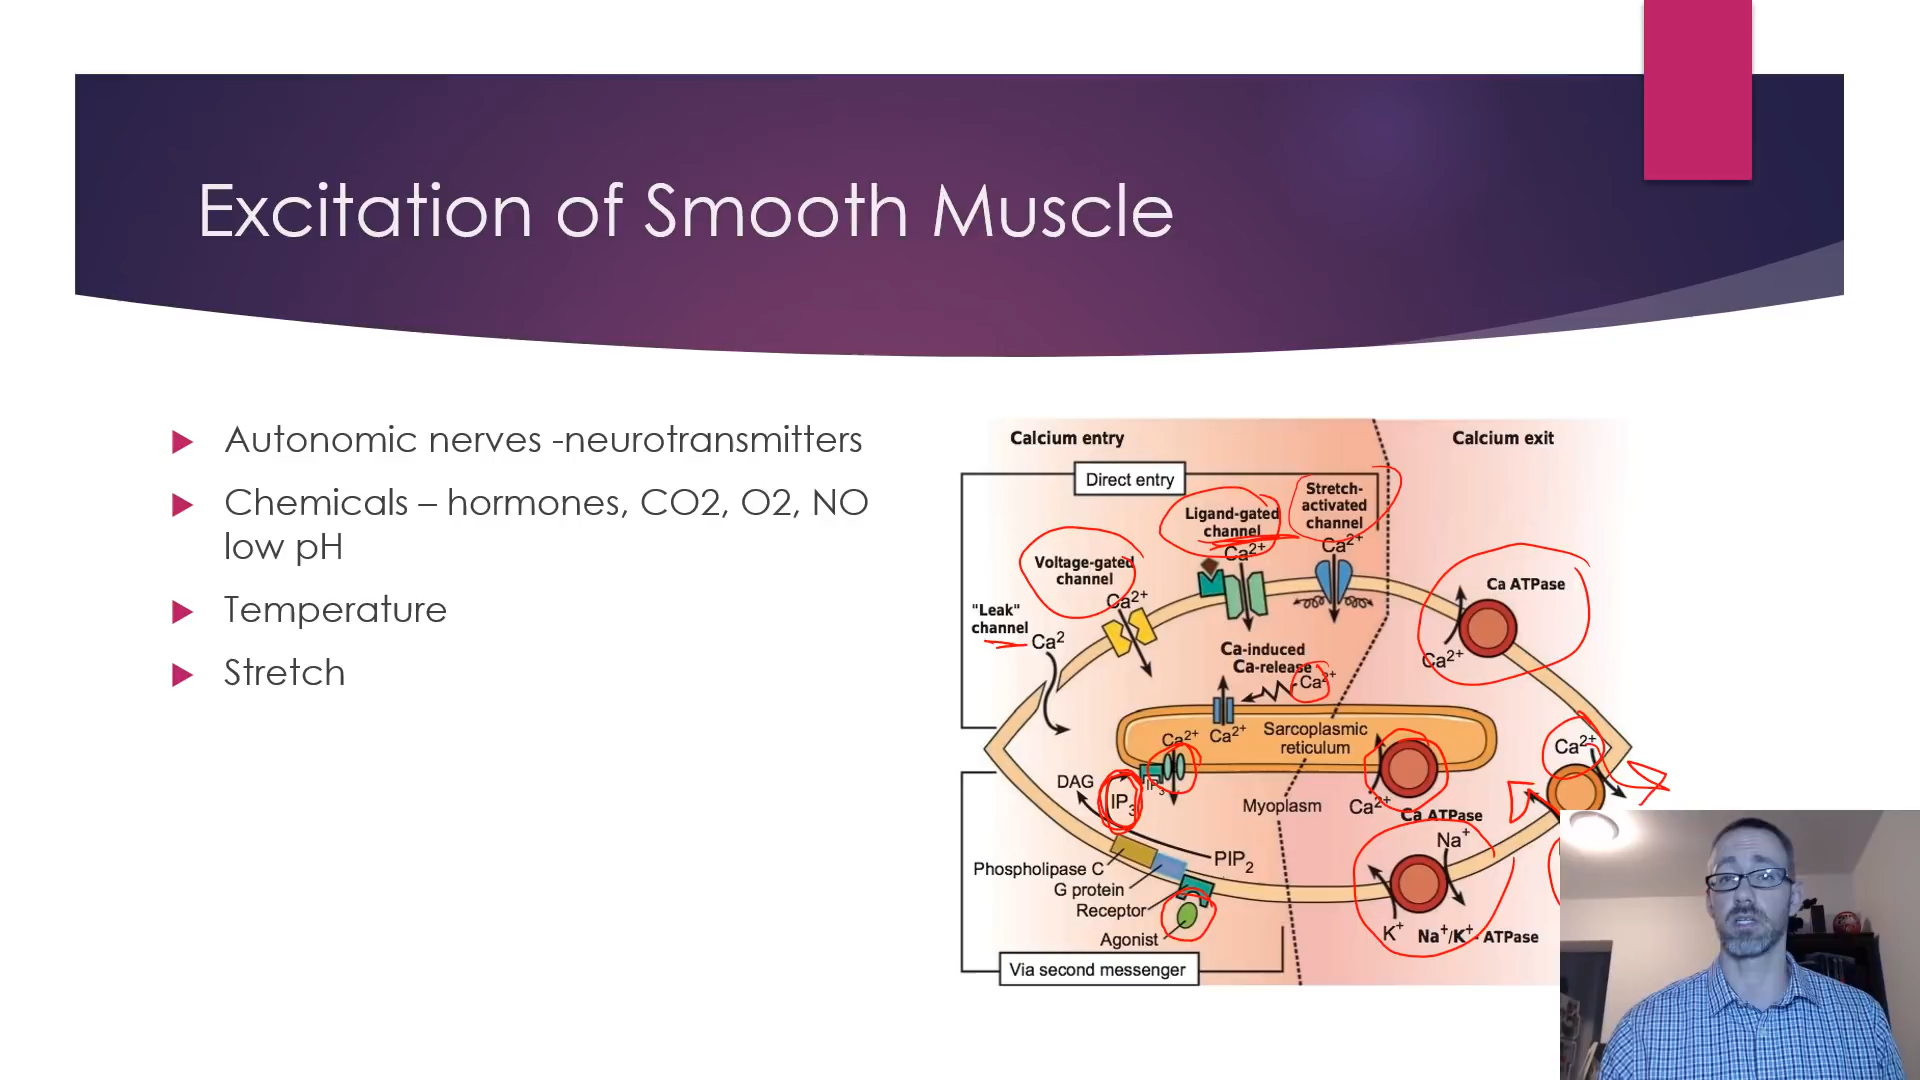 Excitation of Smooth Muscle
Autonomic nerves -neurotransmitters
Chemicals – hormones, CO2, O2, NO
low pH
Temperature
Stretch
Calcium entry
Calcium exit
Direct entry
Stretch-
activated
channel
Ligand-gated
channel
Ca2+
Ca2+
Voltage-gated
channel
Ca2+
"Leak"
channel
Ca2
Ca ATPase
Ca2+
Ca-induced
Ca-release
Ca2+
Ca2+
Ca2+
Sarcoplasmic
reticulum
Ca2+
DAG
IP3
IP3
Myoplasm
Ca2+
Ca ATPase
Na+
PIP2
Phospholipase C
G protein
Receptor
Agonist
K+
Na+/K+- ATPase
Via second messenger